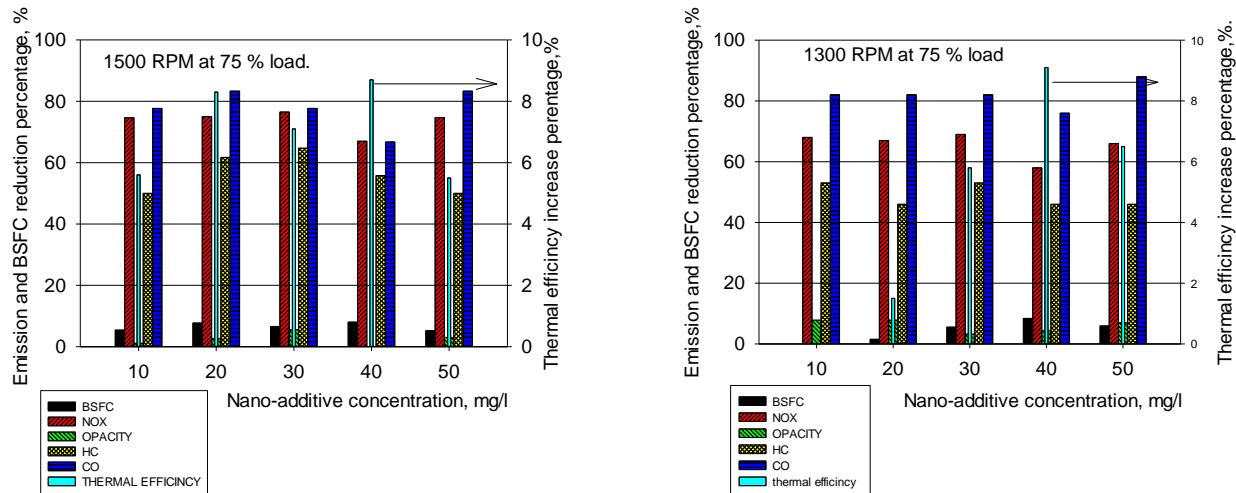 Emission and BSFC reduction percentage, %
100
80
60
40
20
0
1500 RPM at 75 % load.
10
8
6
4
2
0
Thermal efficiency increase perentage,%
10 20 30 40 50
Nano-additive concentration, mg/l
BSFC
NOX
OPACITY
HC
CO
THERMAL EFFICINCY
Emission and BSFC reduction percentage,%
100
80
60
40
20
0
1300 RPM at 75 % load
10
8
6
4
2
0
Thermal efficiency increase percentage,%.
10 20 30 40 50
Nano-additive concentration, mg/l
BSFC
NOX
OPACITY
HC
CO
thermal efficincy